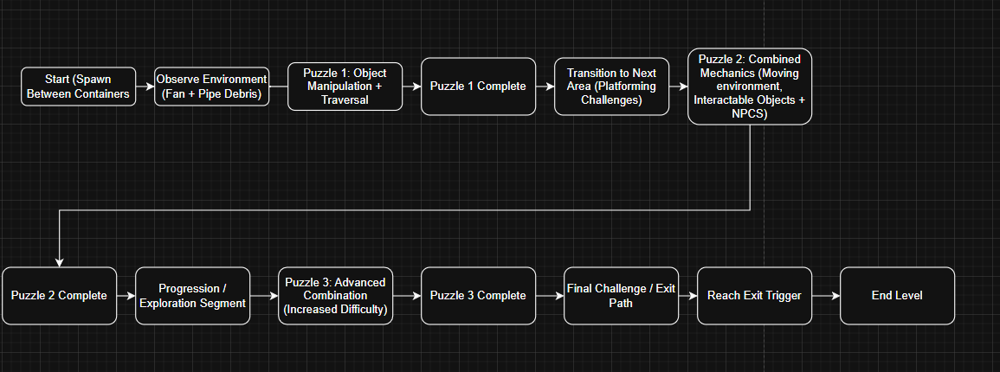 Start (Spawn
Between Containers
Observe Environment
(Fan + Pipe Debris)
Puzzle 1: Object
Manipulation +
Traversal
Puzzle 1 Complete
Transition to Next
Area (Platforming
Challenges)
Puzzle 2: Combined
Mechanics (Moving
environment,
Interactable Objects +
NPCS)
Puzzle 2 Complete
Progression /
Exploration Segment
Puzzle 3: Advanced
Combination
(Increased Difficulty)
Puzzle 3 Complete
Final Challenge / Exit
Path
Reach Exit Trigger
End Level